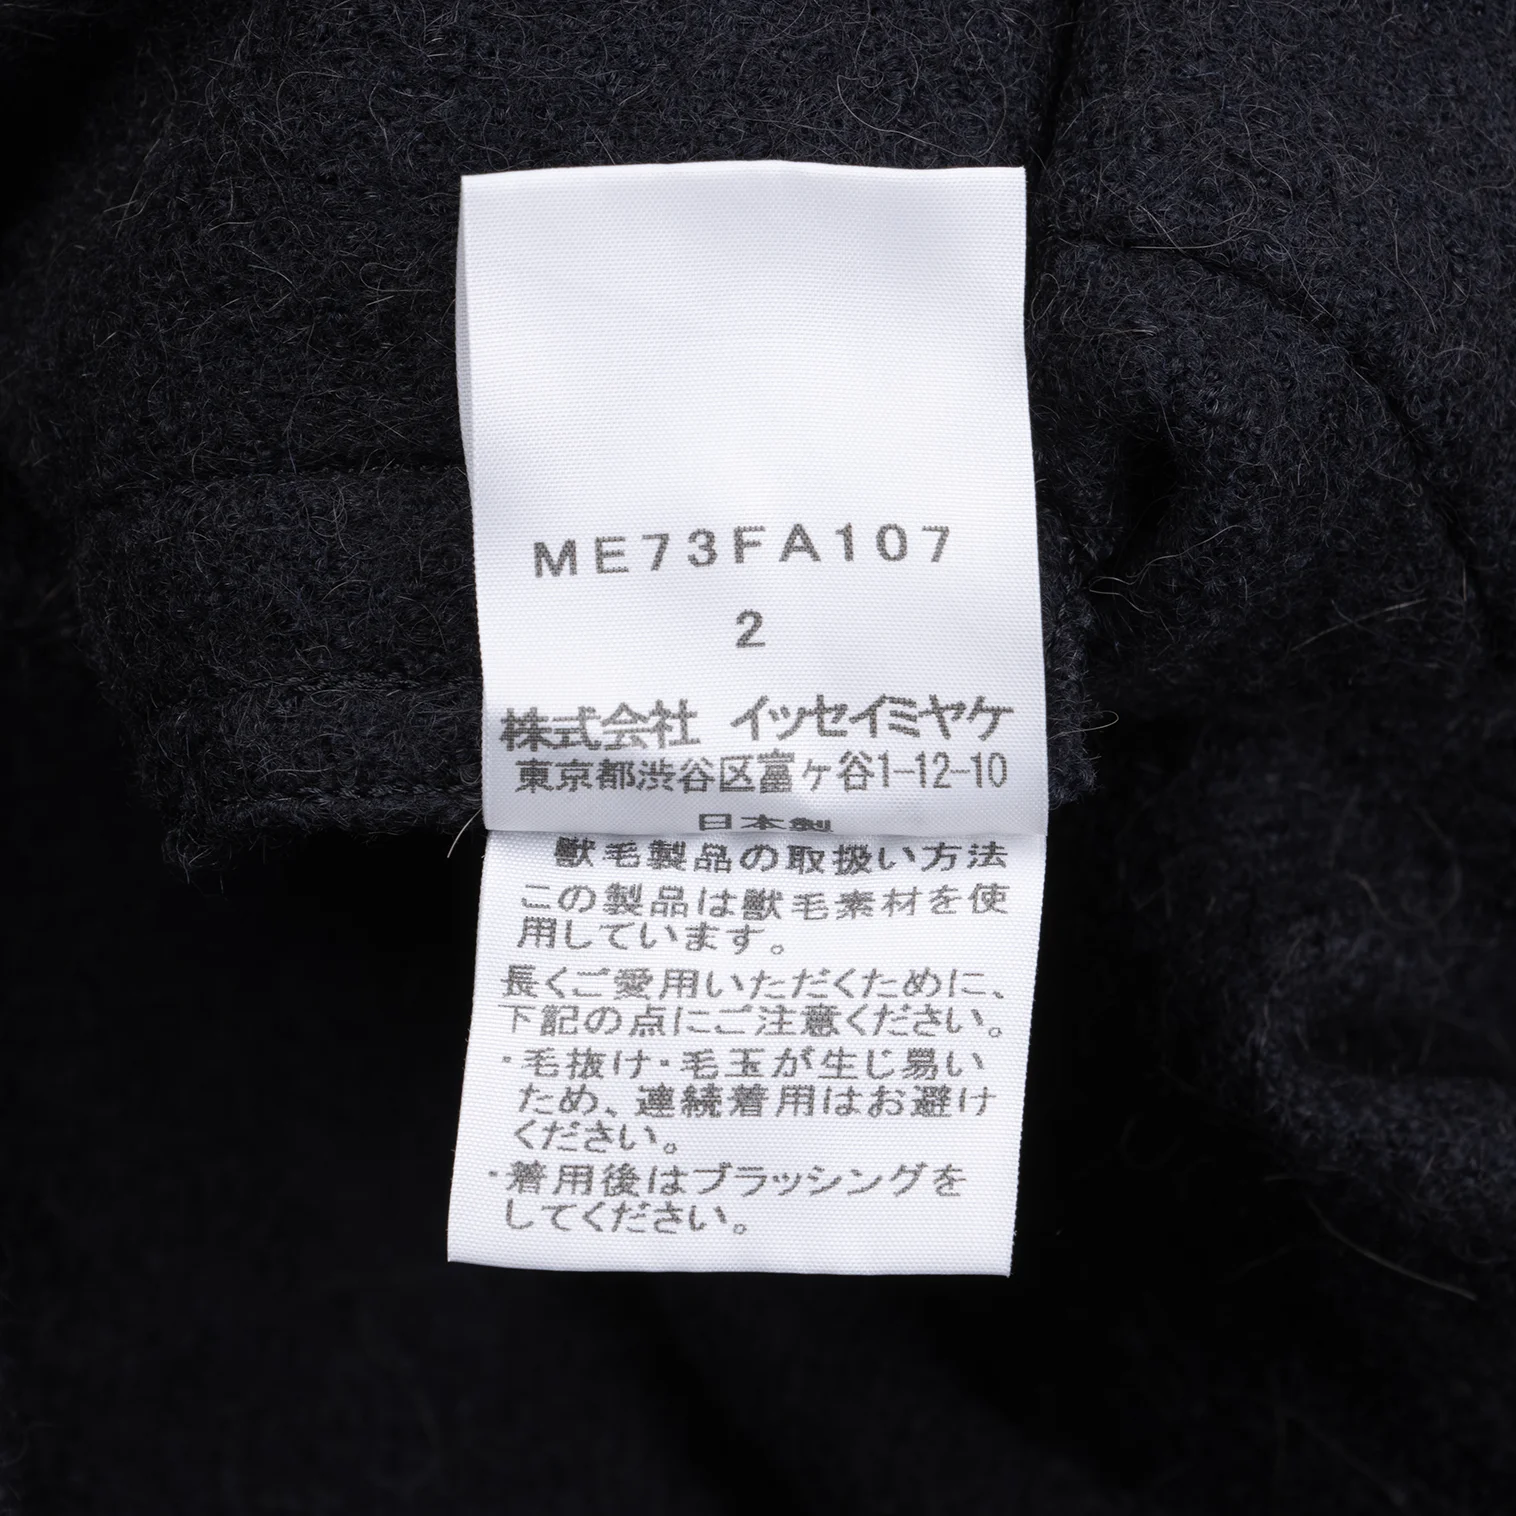 ME73FA107
2
株式会社 イッセイミヤケ
東京都渋谷区富ヶ谷1-12-10
日本製
獣毛製品の取扱い方法
この製品は獣毛素材を使
用しています。
長くご愛用いただくために、
下記の点にご注意ください。
・毛抜け・毛玉が生じ易い
ため、連続着用はお避け
ください。
・着用後はブラッシングを
してください。